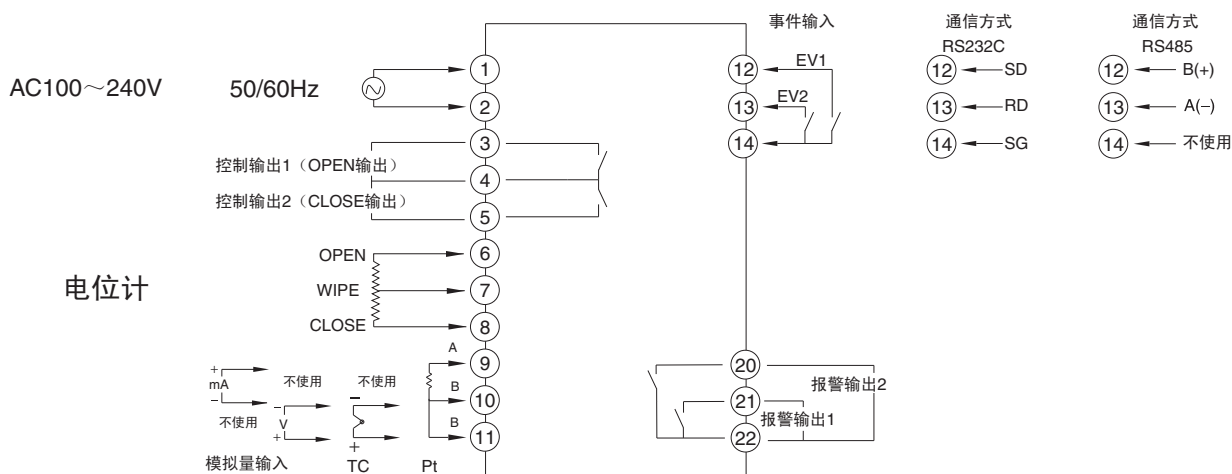 事件输入
通信方式
RS232C
通信方式
RS485
AC100～240V
50/60Hz
1
2
3
4
5
6
7
8
9
10
11
控制输出1（OPEN输出）
控制输出2（CLOSE输出）
电位计
OPEN
WIPE
CLOSE
+
mA
−
不使用
不使用
−
V
+
模拟量输入
不使用
−
+
TC
A
B
B
Pt
12
EV1
13
EV2
14
12
SD
13
RD
14
SG
12
B(+)
13
A(−)
14
不使用
20
报警输出2
21
报警输出1
22